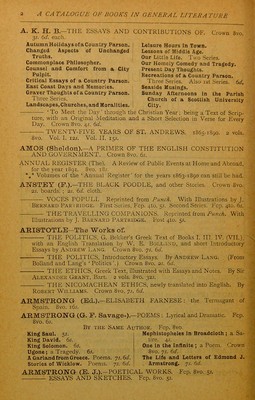 4 A CATALOGUE OF BOOKS IN GENERAL LITERATURE
A. K. H. B.—THE ESSAYS AND CONTRIBUTIONS OF. Crown 8vo.
3s. 6d. each.
Autumn Holidays of a Country Parson.
Changed Aspects of Unchanged
Truths.
Commonplace Philosopher.
Counsel and Comfort from a City
Pulpit.
Critical Essays of a Country Parson.
East Coast Days and Memories.
Graver Thoughts of a Country Parson.
Three Series.
Landscapes, Churches, and Moralities.
Leisure Hours in Town.
Lessons of Middle Age.
Our Little Life. Two Series.
Our Homely Comedy and Tragedy.
Present Day Thoughts.
Recreations of a Country Parson.
Three Series. Also 1st Series. 6d.
Seaside Musings.
Sunday Afternoons in the Parish
Church of a Scottish University
City.
—— 'To Meet the Day' through the Christian Year; being a Text of Scrip-
ture, with an Original Meditation and a Short Selection in Verse for Every
Day. Crown 8vo. 4s. 6d.
—— TWENTY-FIVE YEARS OF ST. ANDREWS. 1865-1890. 2 vols.
8vo. Vol. I. 12s. Vol. II. 15s.
AMOS (Sheldon).—A PRIMER OF THE ENGLISH CONSTITUTION
AND GOVERNMENT. Crown 8vo. 6s.
ANNUAL REGISTER (The). A Review of Public Events at Home and Abroad,
for the year 1891. 8vo. 18s.
*** Volumes of the 'Annual Register' for the years 1863-1890 can still be had.
ANSTEY (F.).—THE BLACK POODLE, and other Stories. Crown 8vo.
2s. boards; 2s. 6d. cloth.
—— VOCES POPULI. Reprinted from Punch. With Illustrations by J.
BERNARD PARTRIDGE. First Series. Fcp. 4to. 5s. Second Series. Fcp. 4to. 6s.
—— THE TRAVELLING COMPANIONS. Reprinted from Punch. With
Illustrations by J. BERNARD PARTRIDGE. Post 4to. 5s.
ARISTOTLE—The Works of.
—— THE POLITICS, G. Bekker's Greek Text of Books I. III. IV. (VII.),
with an English Translation by W. E. BOLLAND, and short Introductory
Essays by ANDREW LANG. Crown 8vo. 7s. 6d.
—— THE POLITICS, Introductory Essays. By ANDREW LANG. (From
Bolland and Lang's 'Politics'.) Crown 8vo. 2s. 6d.
—— THE ETHICS, Greek Text, illustrated with Essays and Notes. By Sir
ALEXANDER GRANT, Bart. 2 vols. 8vo. 32s.
—— THE NICOMACHEAN ETHICS, newly translated into English. By
ROBERT WILLIAMS. Crown 8vo. 7s. 6d.
ARMSTRONG (Ed.).—ELISABETH FARNESE; the Termagant of
Spain. 8vo. 16s.
ARMSTRONG (G. F. Savage-).—POEMS: Lyrical and Dramatic. Fcp.
8vo. 6s.
BY THE SAME AUTHOR. Fcp. 8vo.
King Saul. 5s.
King David. 6s.
King Solomon. 6s.
Ugone; a Tragedy. 6s.
A Garland from Greece. Poems. 7s. 6d.
Stories of Wicklow. Poems. 7s. 6d.
Mephistopheles in Broadcloth; a Sa-
tire. 4s.
One in the Infinite; a Poem. Crown
8vo. 7s. 6d.
The Life and Letters of Edmund J.
Armstrong. 7s. 6d.
ARMSTRONG (E. J.).—POETICAL WORKS. Fcp. 8vo. 5s.
—— ESSAYS AND SKETCHES. Fcp. 8vo. 5s.